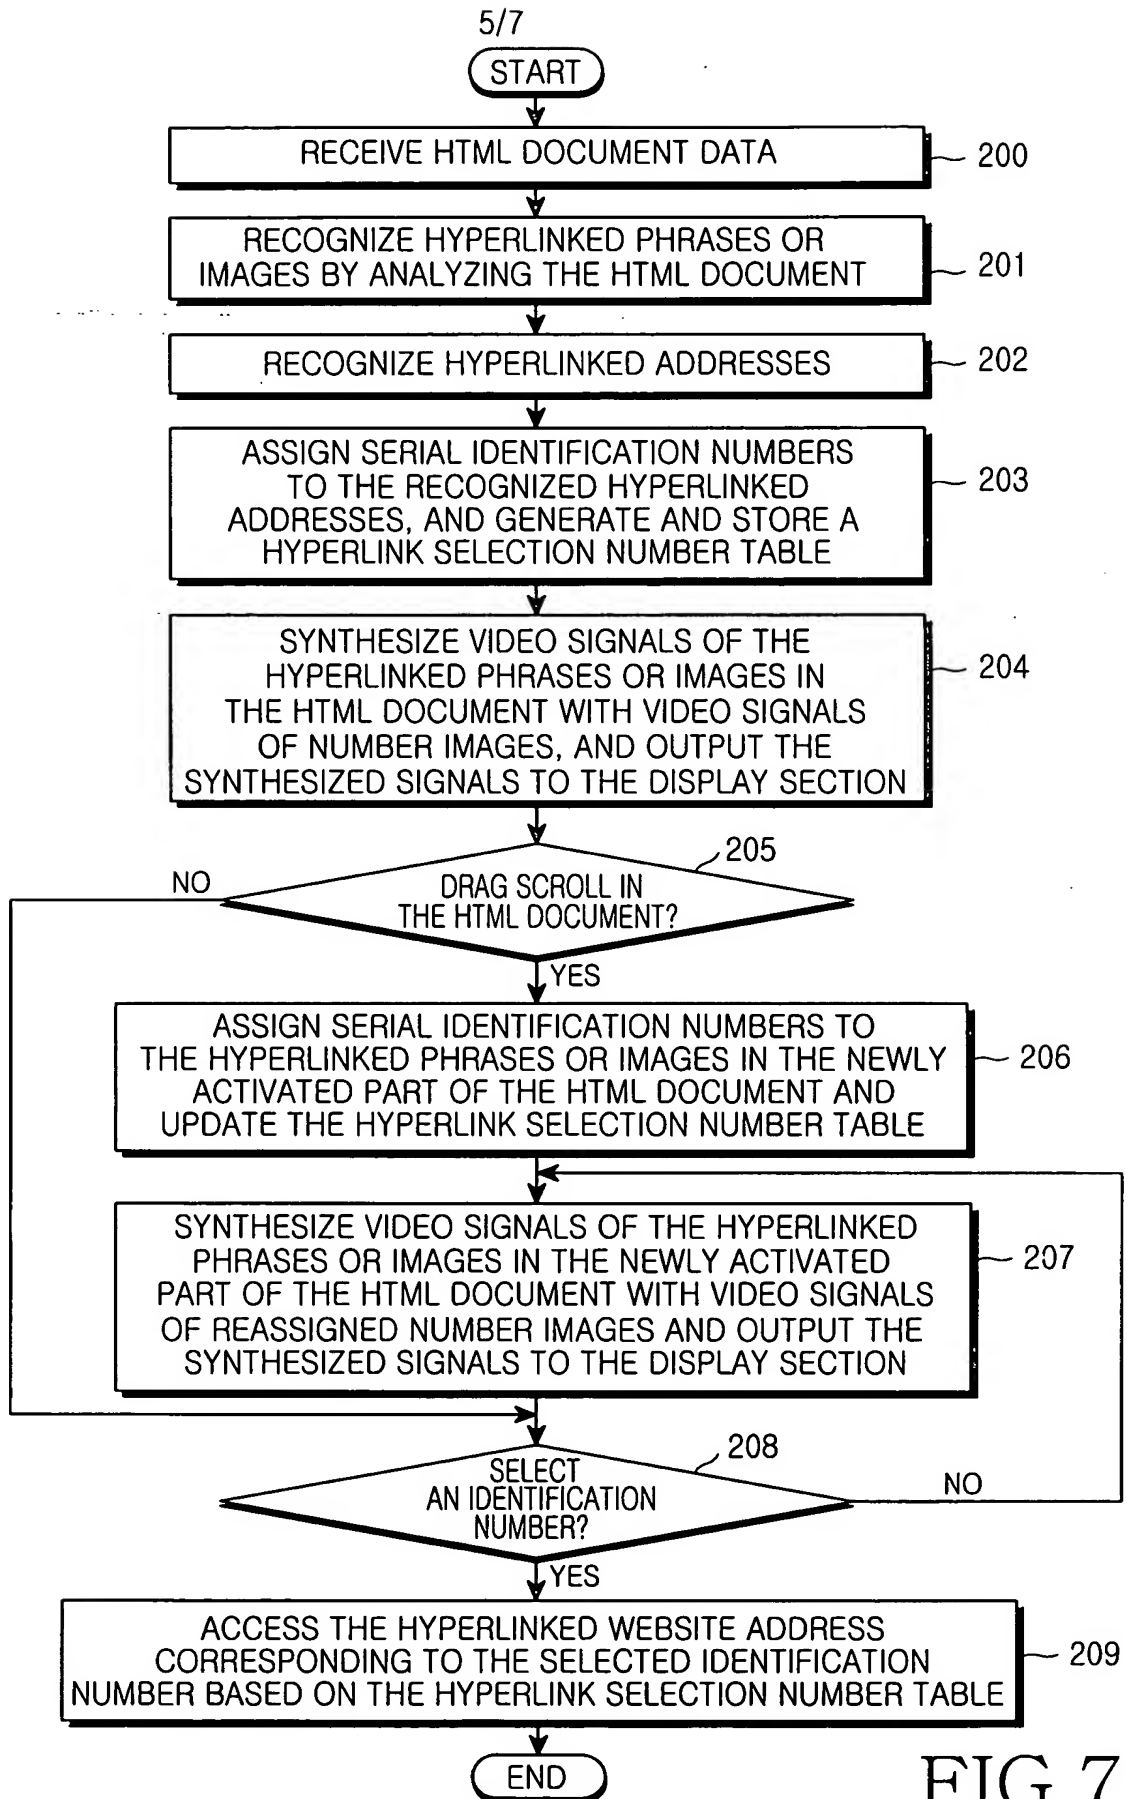 5/7
START
RECEIVE HTML DOCUMENT DATA
200
RECOGNIZE HYPERLINKED PHRASES OR
IMAGES BY ANALYZING THE HTML DOCUMENT
201
RECOGNIZE HYPERLINKED ADDRESSES
202
ASSIGN SERIAL IDENTIFICATION NUMBERS
TO THE RECOGNIZED HYPERLINKED
ADDRESSES, AND GENERATE AND STORE A
HYPERLINK SELECTION NUMBER TABLE
203
SYNTHESIZE VIDEO SIGNALS OF THE
HYPERLINKED PHRASES OR IMAGES IN
THE HTML DOCUMENT WITH VIDEO SIGNALS
OF NUMBER IMAGES, AND OUTPUT THE
SYNTHESIZED SIGNALS TO THE DISPLAY SECTION
204
205
NO
DRAG SCROLL IN
THE HTML DOCUMENT?
YES
ASSIGN SERIAL IDENTIFICATION NUMBERS TO
THE HYPERLINKED PHRASES OR IMAGES IN THE NEWLY
ACTIVATED PART OF THE HTML DOCUMENT AND
UPDATE THE HYPERLINK SELECTION NUMBER TABLE
206
SYNTHESIZE VIDEO SIGNALS OF THE HYPERLINKED
PHRASES OR IMAGES IN THE NEWLY ACTIVATED
PART OF THE HTML DOCUMENT WITH VIDEO SIGNALS
OF REASSIGNED NUMBER IMAGES AND OUTPUT THE
SYNTHESIZED SIGNALS TO THE DISPLAY SECTION
207
208
SELECT
AN IDENTIFICATION
NUMBER?
NO
YES
ACCESS THE HYPERLINKED WEBSITE ADDRESS
CORRESPONDING TO THE SELECTED IDENTIFICATION
NUMBER BASED ON THE HYPERLINK SELECTION NUMBER TABLE
209
END
FIG.7